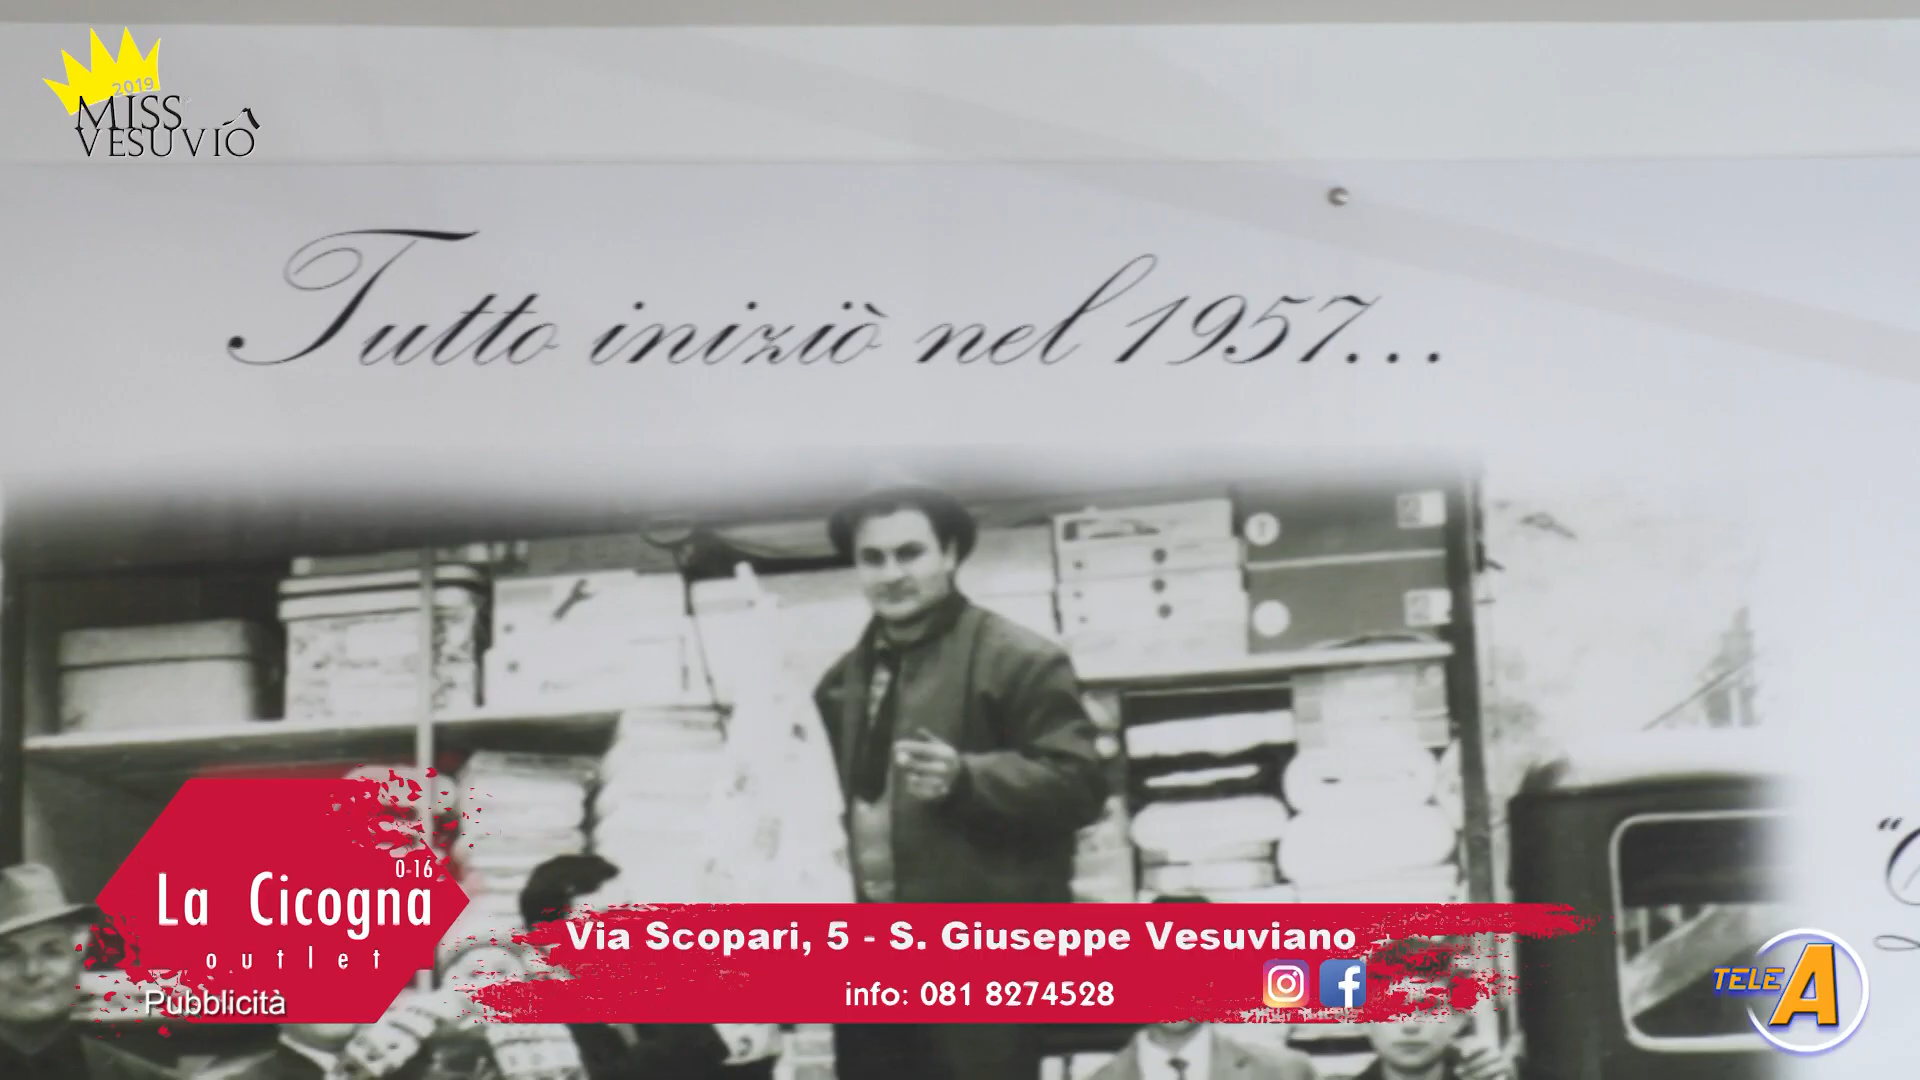 2019
MISS
VESUVIO
Tutto iniziò nel 1957...
0-16
La Cicogna
outlet
Pubblicità
Via Scopari, 5 - S. Giuseppe Vesuviano
info: 081 8274528
TELE A